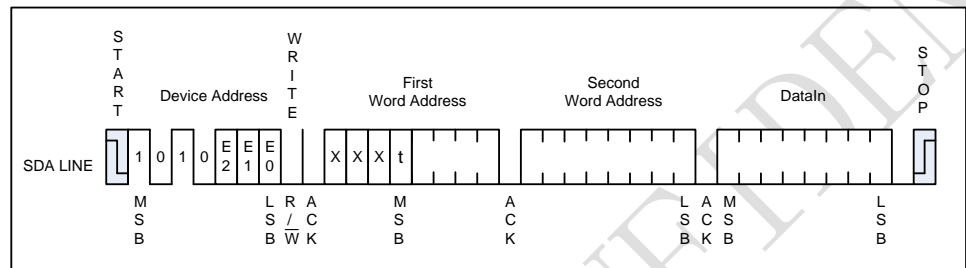 START
WRITE
STOP
Device Address
First
Word Address
Second
Word Address
DataIn
SDA LINE
1 0 1 0 E2 E1 E0
X X X t
MSB
LSB
R/W
ACK
MSB
ACK
LSB
ACK
MSB
LSB